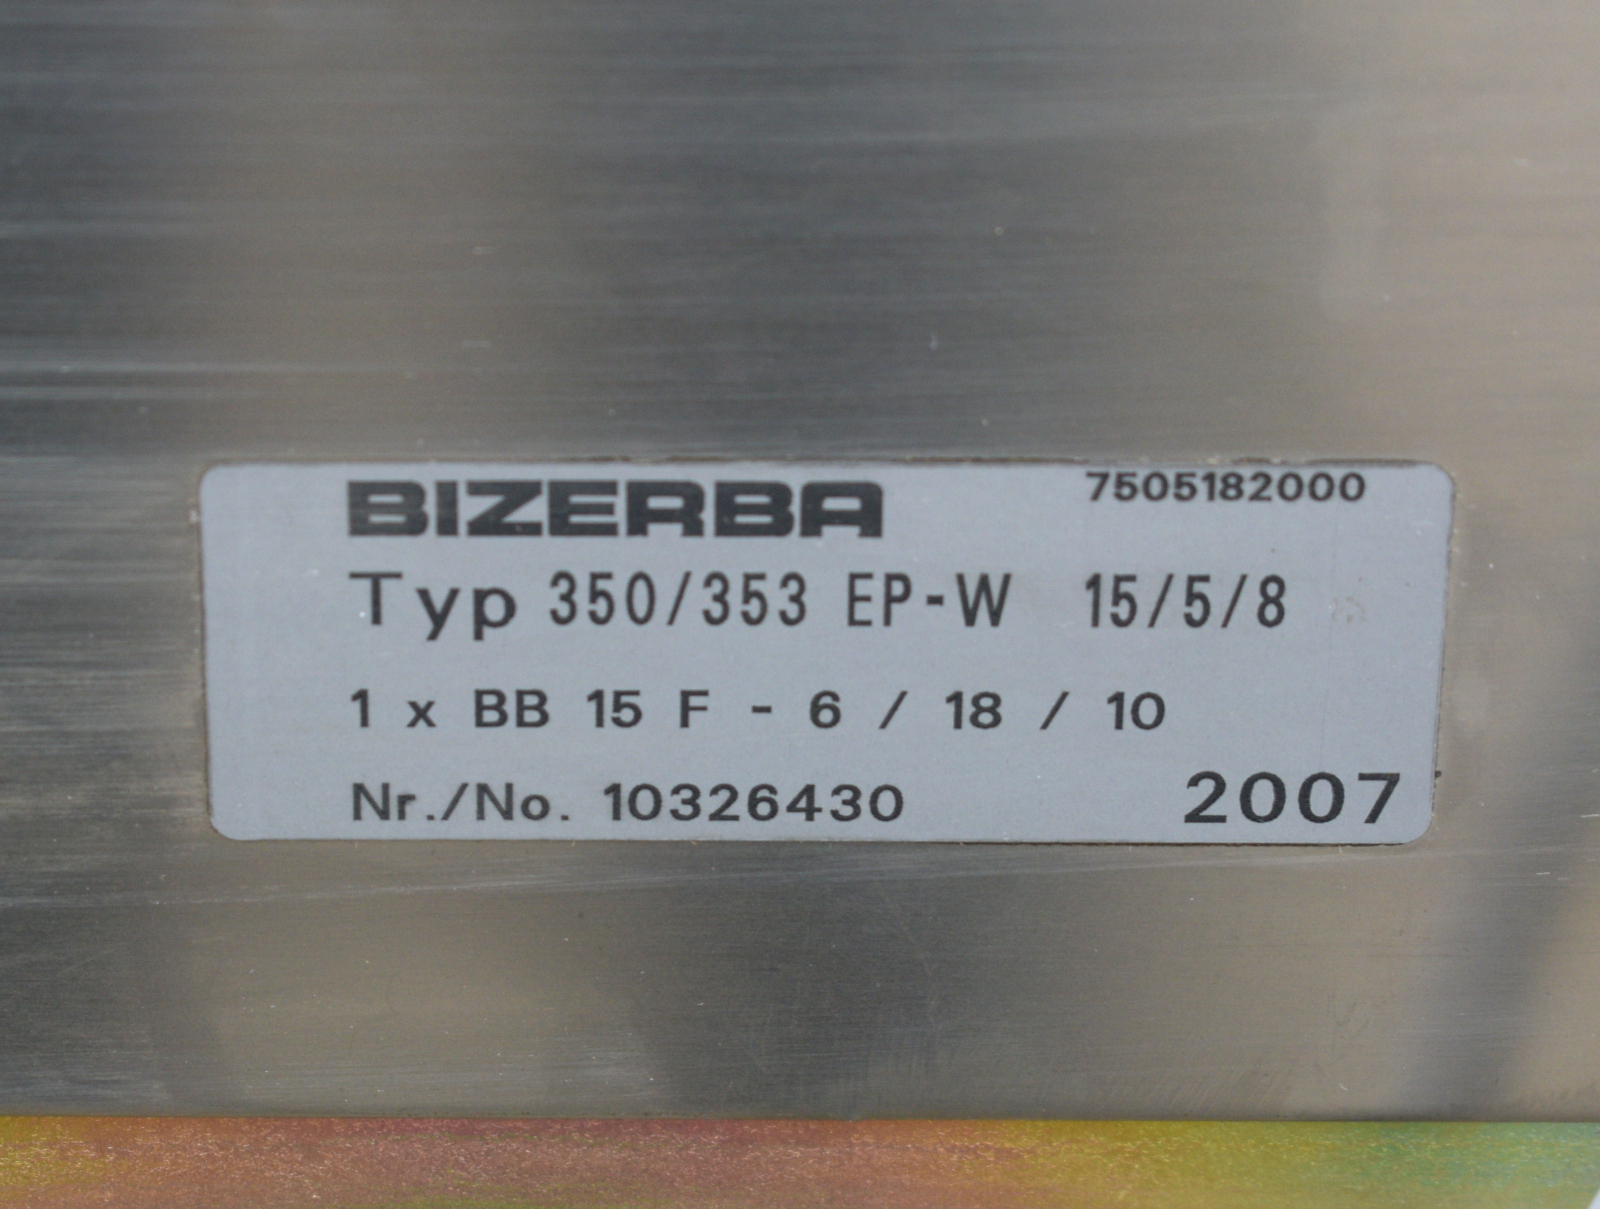 BIZERBA 7505182000
Typ 350/353 EP-W 15/5/8
1 x BB 15 F - 6 / 18 / 10
Nr./No. 10326430 2007